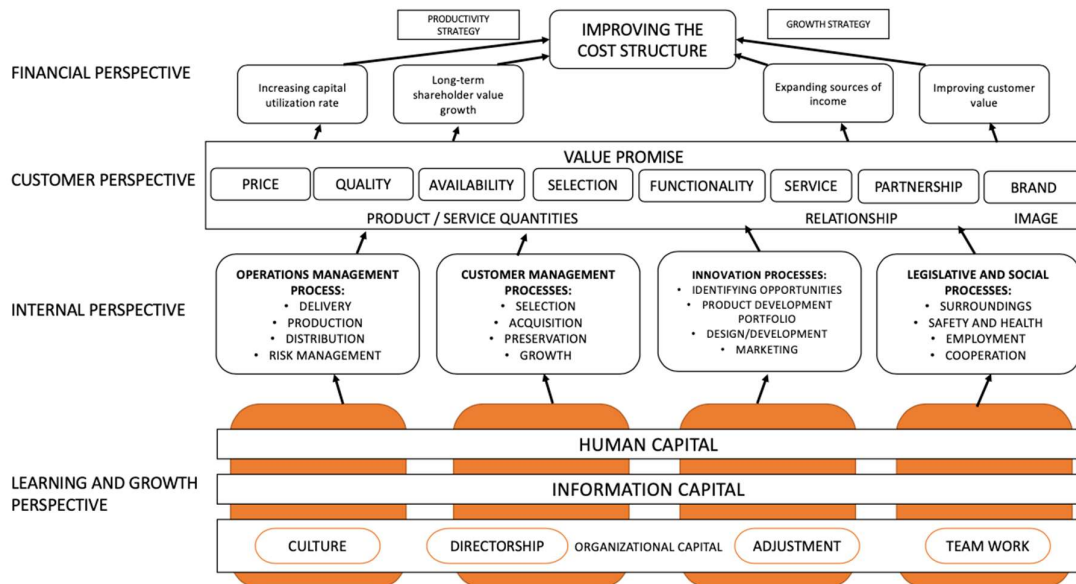 PRODUCTIVITY
STRATEGY
IMPROVING THE
COST STRUCTURE
GROWTH STRATEGY
FINANCIAL PERSPECTIVE
Increasing capital
utilization rate
Long-term
shareholder value
growth
Expanding sources of
income
Improving customer
value
CUSTOMER PERSPECTIVE
VALUE PROMISE
PRICE
QUALITY
AVAILABILITY
SELECTION
FUNCTIONALITY
SERVICE
PARTNERSHIP
BRAND
PRODUCT / SERVICE QUANTITIES
RELATIONSHIP
IMAGE
INTERNAL PERSPECTIVE
OPERATIONS MANAGEMENT
PROCESS:
• DELIVERY
• PRODUCTION
• DISTRIBUTION
• RISK MANAGEMENT
CUSTOMER MANAGEMENT
PROCESSES:
• SELECTION
• ACQUISITION
• PRESERVATION
• GROWTH
INNOVATION PROCESSES:
• IDENTIFYING OPPORTUNITIES
• PRODUCT DEVELOPMENT
PORTFOLIO
• DESIGN/DEVELOPMENT
• MARKETING
LEGISLATIVE AND SOCIAL
PROCESSES:
• SURROUNDINGS
• SAFETY AND HEALTH
• EMPLOYMENT
• COOPERATION
LEARNING AND GROWTH
PERSPECTIVE
HUMAN CAPITAL
INFORMATION CAPITAL
CULTURE
DIRECTORSHIP
ORGANIZATIONAL CAPITAL
ADJUSTMENT
TEAM WORK